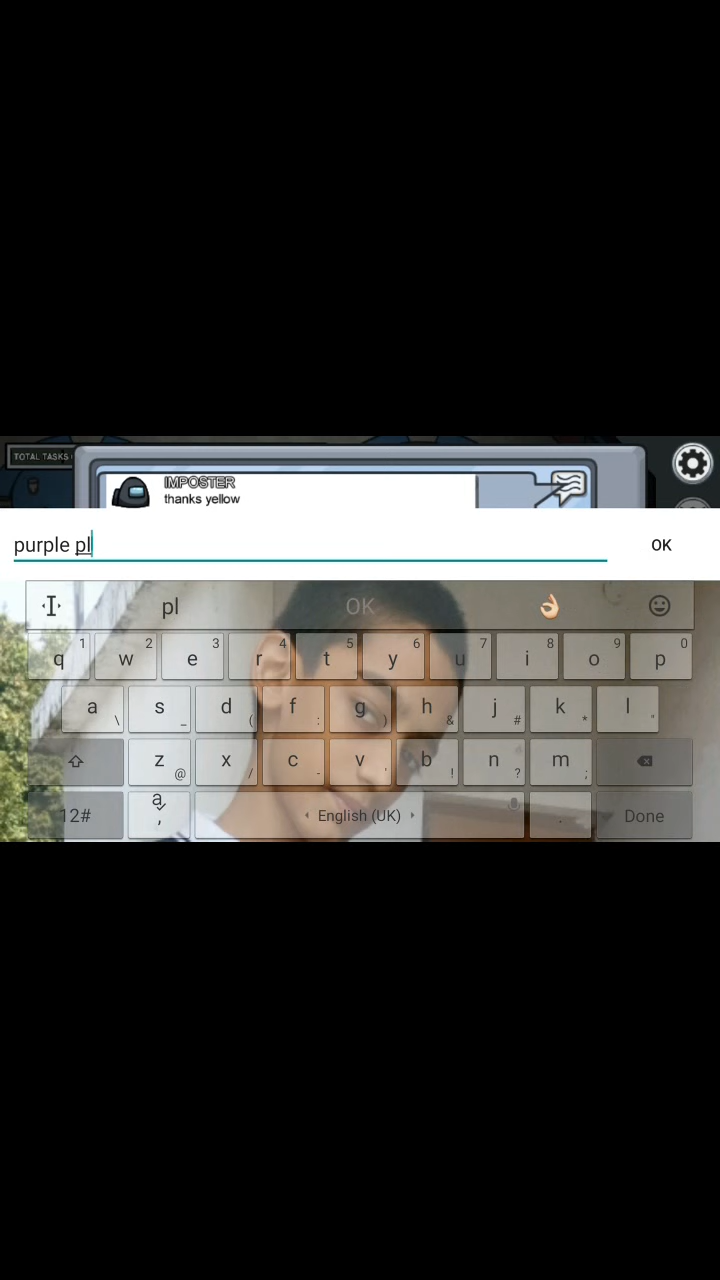 TOTAL TASKS
IMPOSTER
thanks yellow
purple pl
OK
pl OK
1 2 3 4 5 6 7 8 9 0
q w e r t y u i o p
a s d f g h j k l
\ _ ( : ) & # * "
z x c v b n m
@ / - ' ! ? ;
12# a , English (UK) . Done